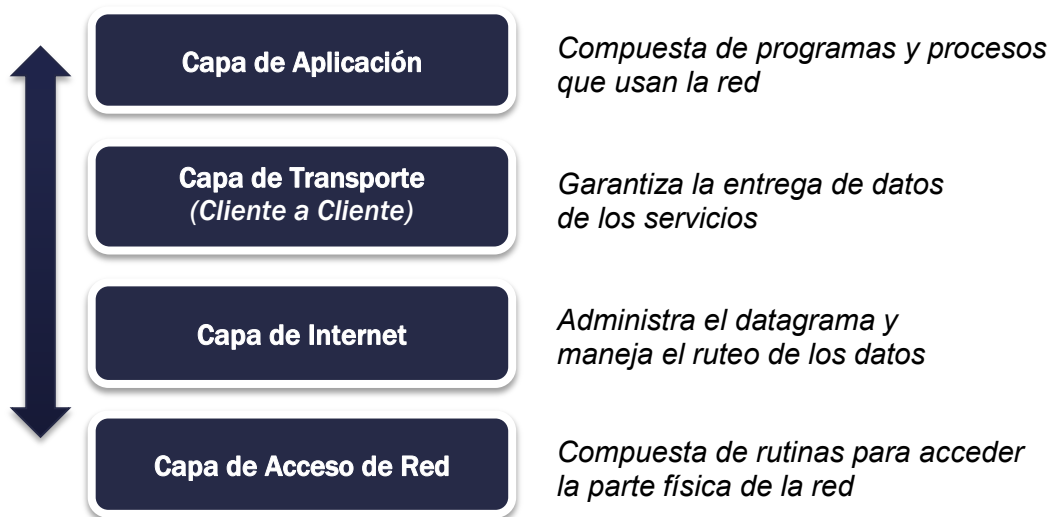 Capa de Aplicación
Compuesta de programas y procesos
que usan la red
Capa de Transporte
(Cliente a Cliente)
Garantiza la entrega de datos
de los servicios
Capa de Internet
Administra el datagrama y
maneja el ruteo de los datos
Capa de Acceso de Red
Compuesta de rutinas para acceder
la parte física de la red